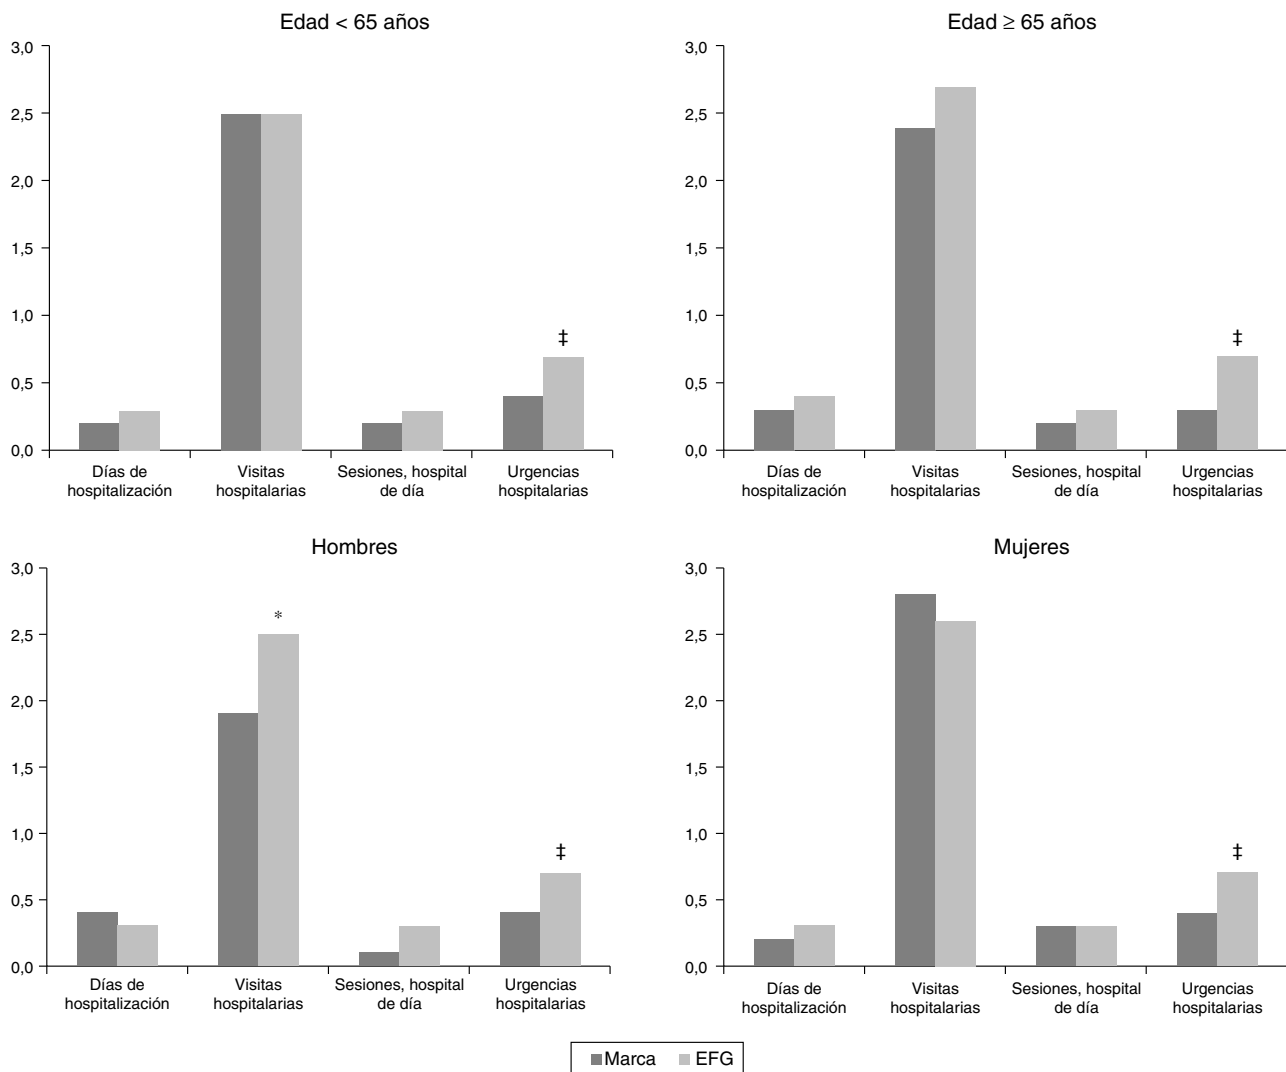 Edad < 65 años
3,0
2,5
2,0
1,5
1,0
0,5
0,0
‡
Días de
hospitalización
Visitas
hospitalarias
Sesiones, hospital
de día
Urgencias
hospitalarias
Edad ≥ 65 años
3,0
2,5
2,0
1,5
1,0
0,5
0,0
‡
Días de
hospitalización
Visitas
hospitalarias
Sesiones, hospital
de día
Urgencias
hospitalarias
Hombres
3,0
2,5
2,0
1,5
1,0
0,5
0,0
*
‡
Días de
hospitalización
Visitas
hospitalarias
Sesiones, hospital
de día
Urgencias
hospitalarias
Mujeres
3,0
2,5
2,0
1,5
1,0
0,5
0,0
‡
Días de
hospitalización
Visitas
hospitalarias
Sesiones, hospital
de día
Urgencias
hospitalarias
Marca EFG